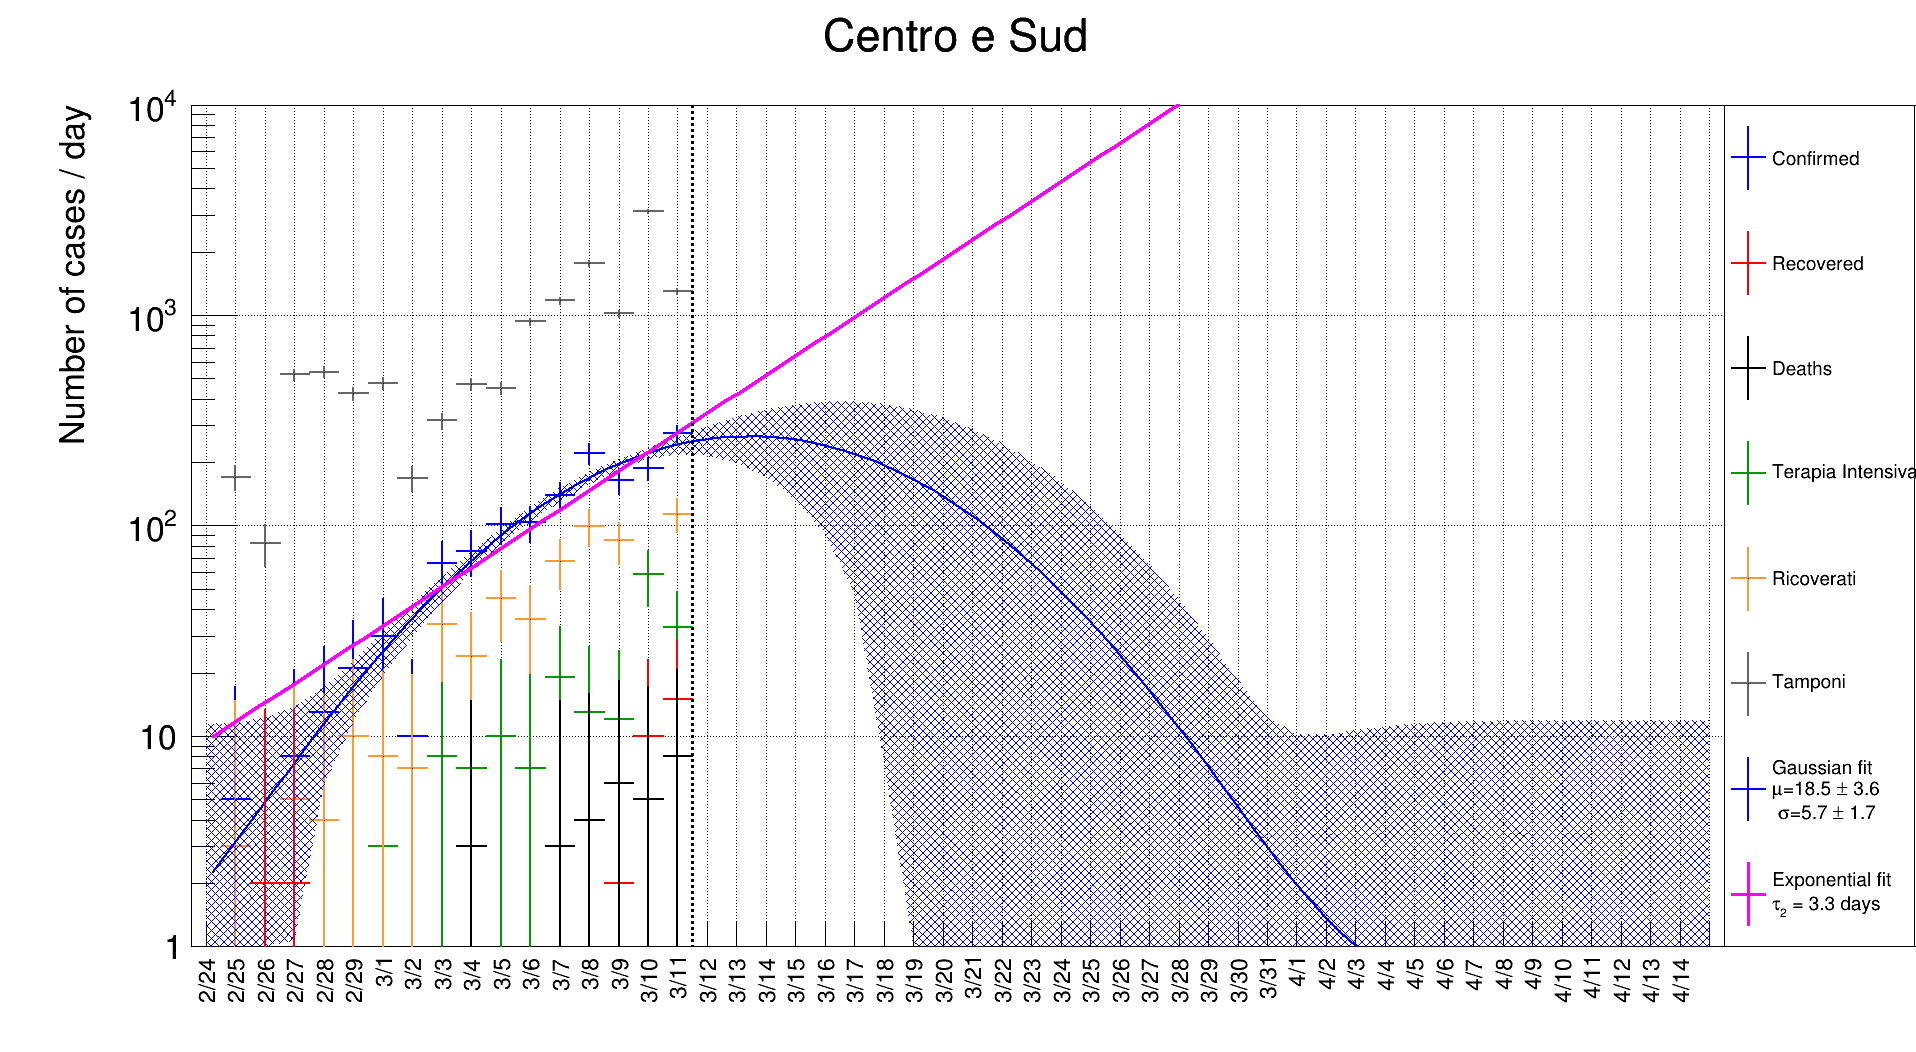 Centro e Sud
Number of cases / day
10⁴
10³
10²
10
1
2/24 2/25 2/26 2/27 2/28 2/29 3/1 3/2 3/3 3/4 3/5 3/6 3/7 3/8 3/9 3/10 3/11 3/12 3/13 3/14 3/15 3/16 3/17 3/18 3/19 3/20 3/21 3/22 3/23 3/24 3/25 3/26 3/27 3/28 3/29 3/30 3/31 4/1 4/2 4/3 4/4 4/5 4/6 4/7 4/8 4/9 4/10 4/11 4/12 4/13 4/14
Confirmed
Recovered
Deaths
Terapia Intensiva
Ricoverati
Tamponi
Gaussian fit
μ=18.5 ± 3.6
σ=5.7 ± 1.7
Exponential fit
τ₂ = 3.3 days